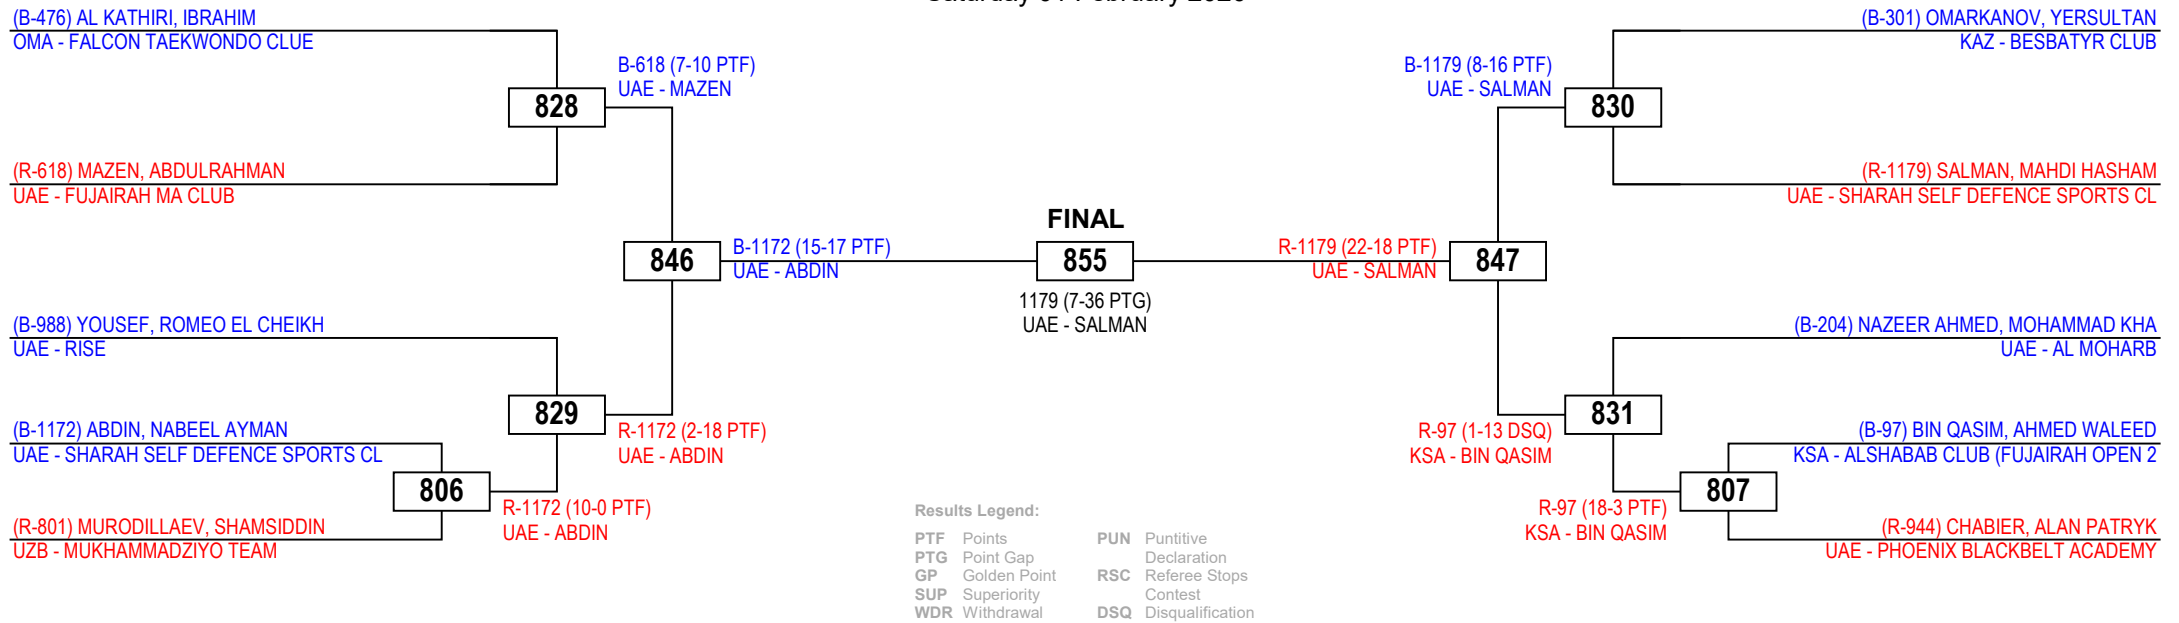 (B-476) AL KATHIRI, IBRAHIM
OMA - FALCON TAEKWONDO CLUE
B-618 (7-10 PTF)
UAE - MAZEN
828
(R-618) MAZEN, ABDULRAHMAN
UAE - FUJAIRAH MA CLUB
846
B-1172 (15-17 PTF)
UAE - ABDIN
(B-988) YOUSEF, ROMEO EL CHEIKH
UAE - RISE
829
(B-1172) ABDIN, NABEEL AYMAN
UAE - SHARAH SELF DEFENCE SPORTS CL
R-1172 (2-18 PTF)
UAE - ABDIN
806
R-1172 (10-0 PTF)
UAE - ABDIN
(R-801) MURODILLAEV, SHAMSIDDIN
UZB - MUKHAMMADZIYO TEAM
FINAL
855
1179 (7-36 PTG)
UAE - SALMAN
(B-301) OMARKANOV, YERSULTAN
KAZ - BESBATYR CLUB
B-1179 (8-16 PTF)
UAE - SALMAN
830
(R-1179) SALMAN, MAHDI HASHAM
UAE - SHARAH SELF DEFENCE SPORTS CL
R-1179 (22-18 PTF)
UAE - SALMAN
847
(B-204) NAZEER AHMED, MOHAMMAD KHA
UAE - AL MOHARB
831
R-97 (1-13 DSQ)
KSA - BIN QASIM
(B-97) BIN QASIM, AHMED WALEED
KSA - ALSHABAB CLUB (FUJAIRAH OPEN 2
807
R-97 (18-3 PTF)
KSA - BIN QASIM
(R-944) CHABIER, ALAN PATRYK
UAE - PHOENIX BLACKBELT ACADEMY
Results Legend:
PTF Points
PTG Point Gap
GP Golden Point
SUP Superiority
WDR Withdrawal
PUN Puntitive
Declaration
RSC Referee Stops
Contest
DSQ Disqualification